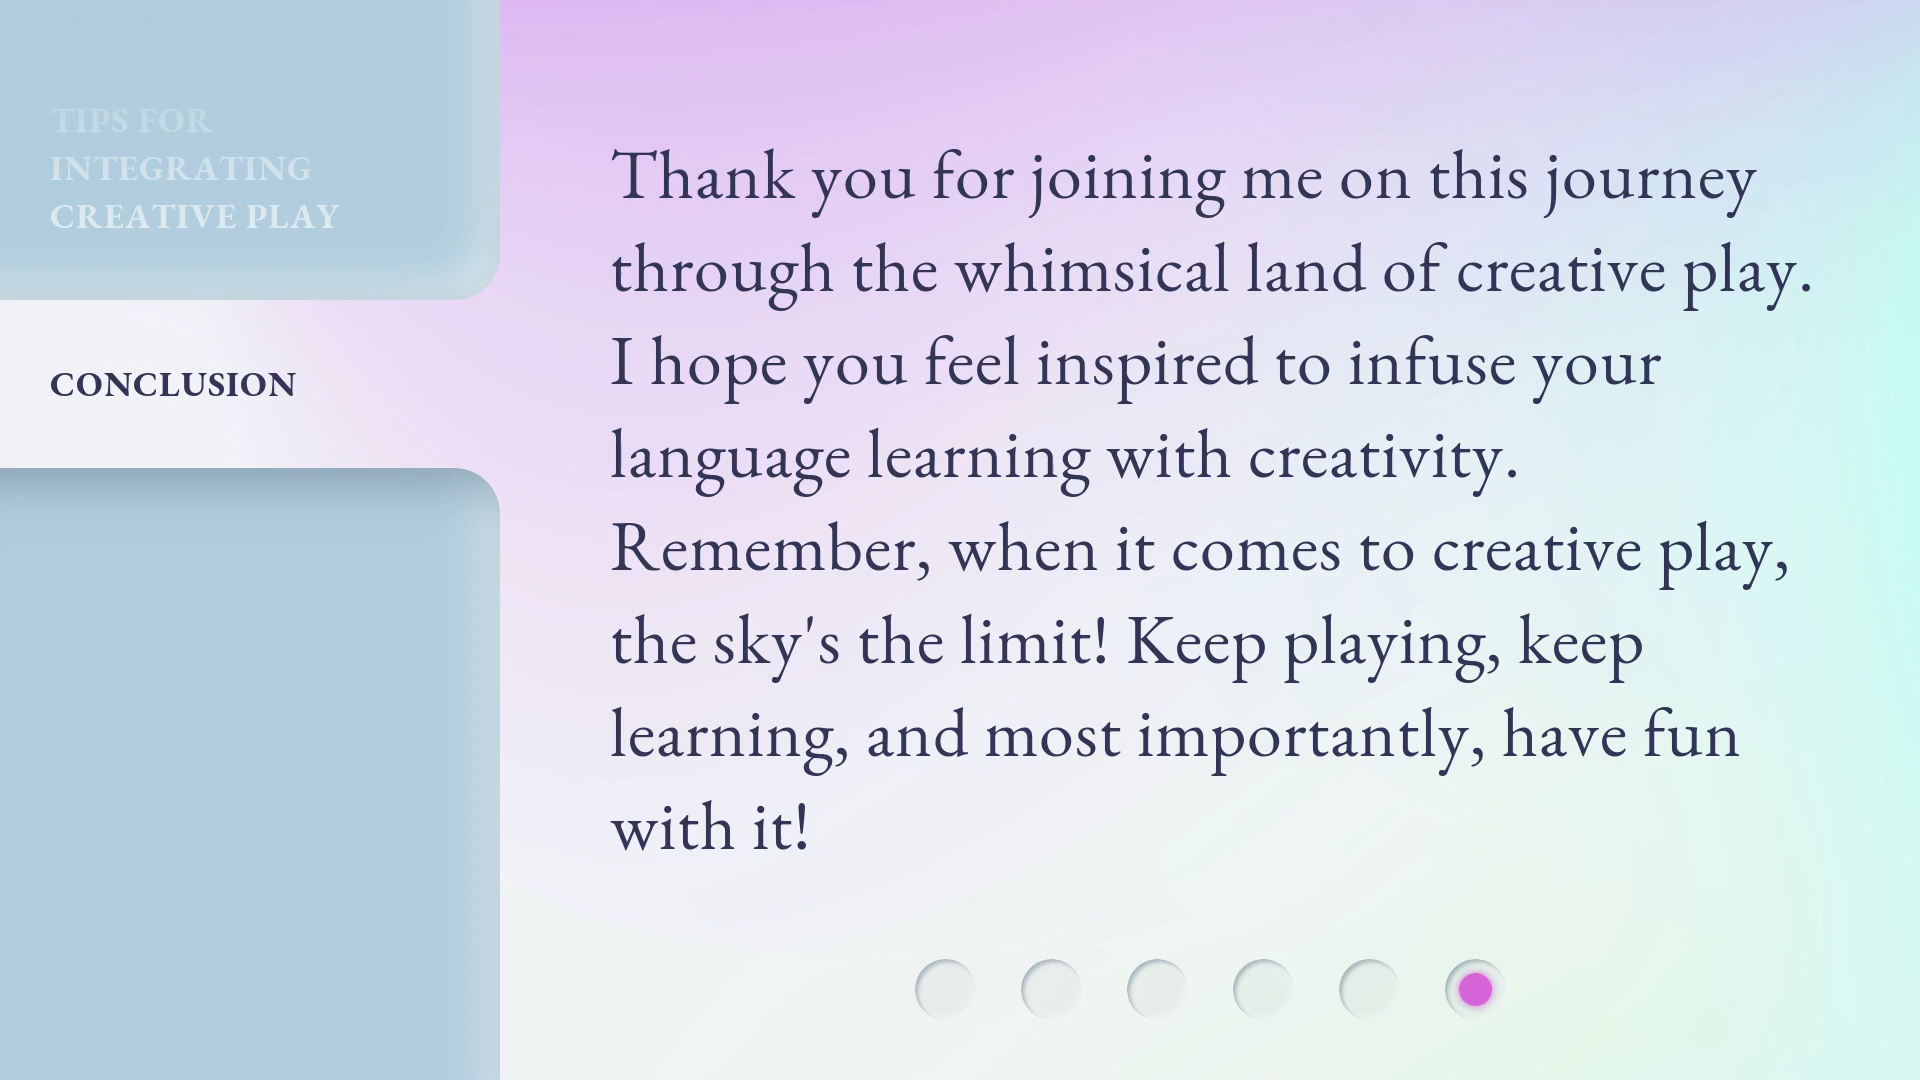 TIPS FOR
INTEGRATING
CREATIVE PLAY
CONCLUSION
Thank you for joining me on this journey
through the whimsical land of creative play.
I hope you feel inspired to infuse your
language learning with creativity.
Remember, when it comes to creative play,
the sky's the limit! Keep playing, keep
learning, and most importantly, have fun
with it!